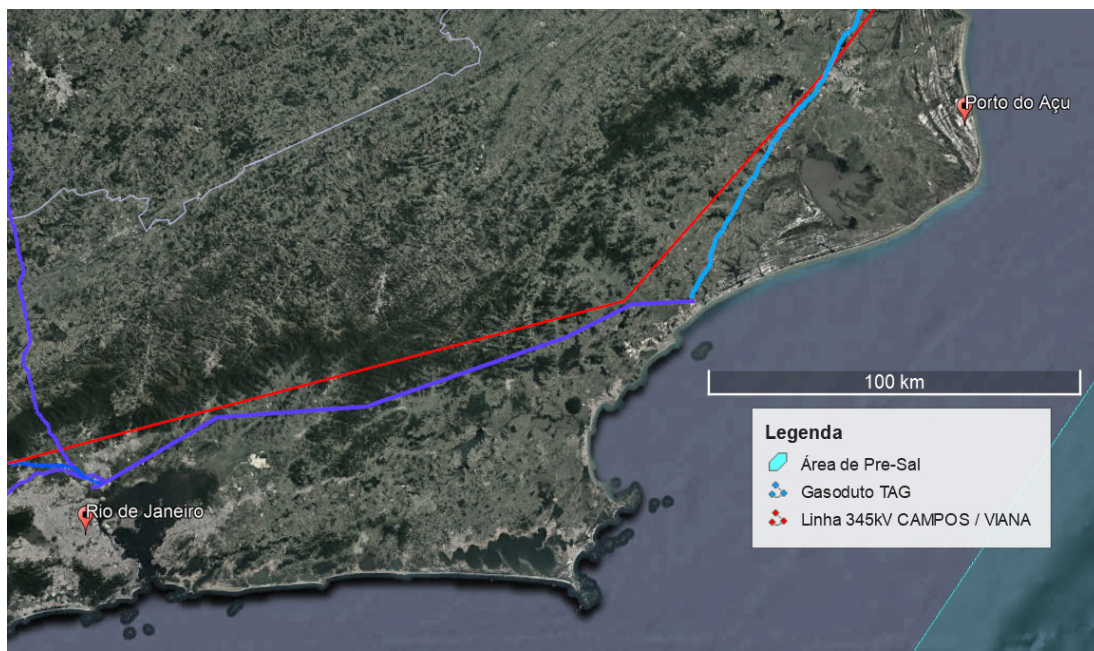 Porto do Açu
100 km
Legenda
Área de Pre-Sal
Gasoduto TAG
Linha 345kV CAMPOS / VIANA
Rio de Janeiro